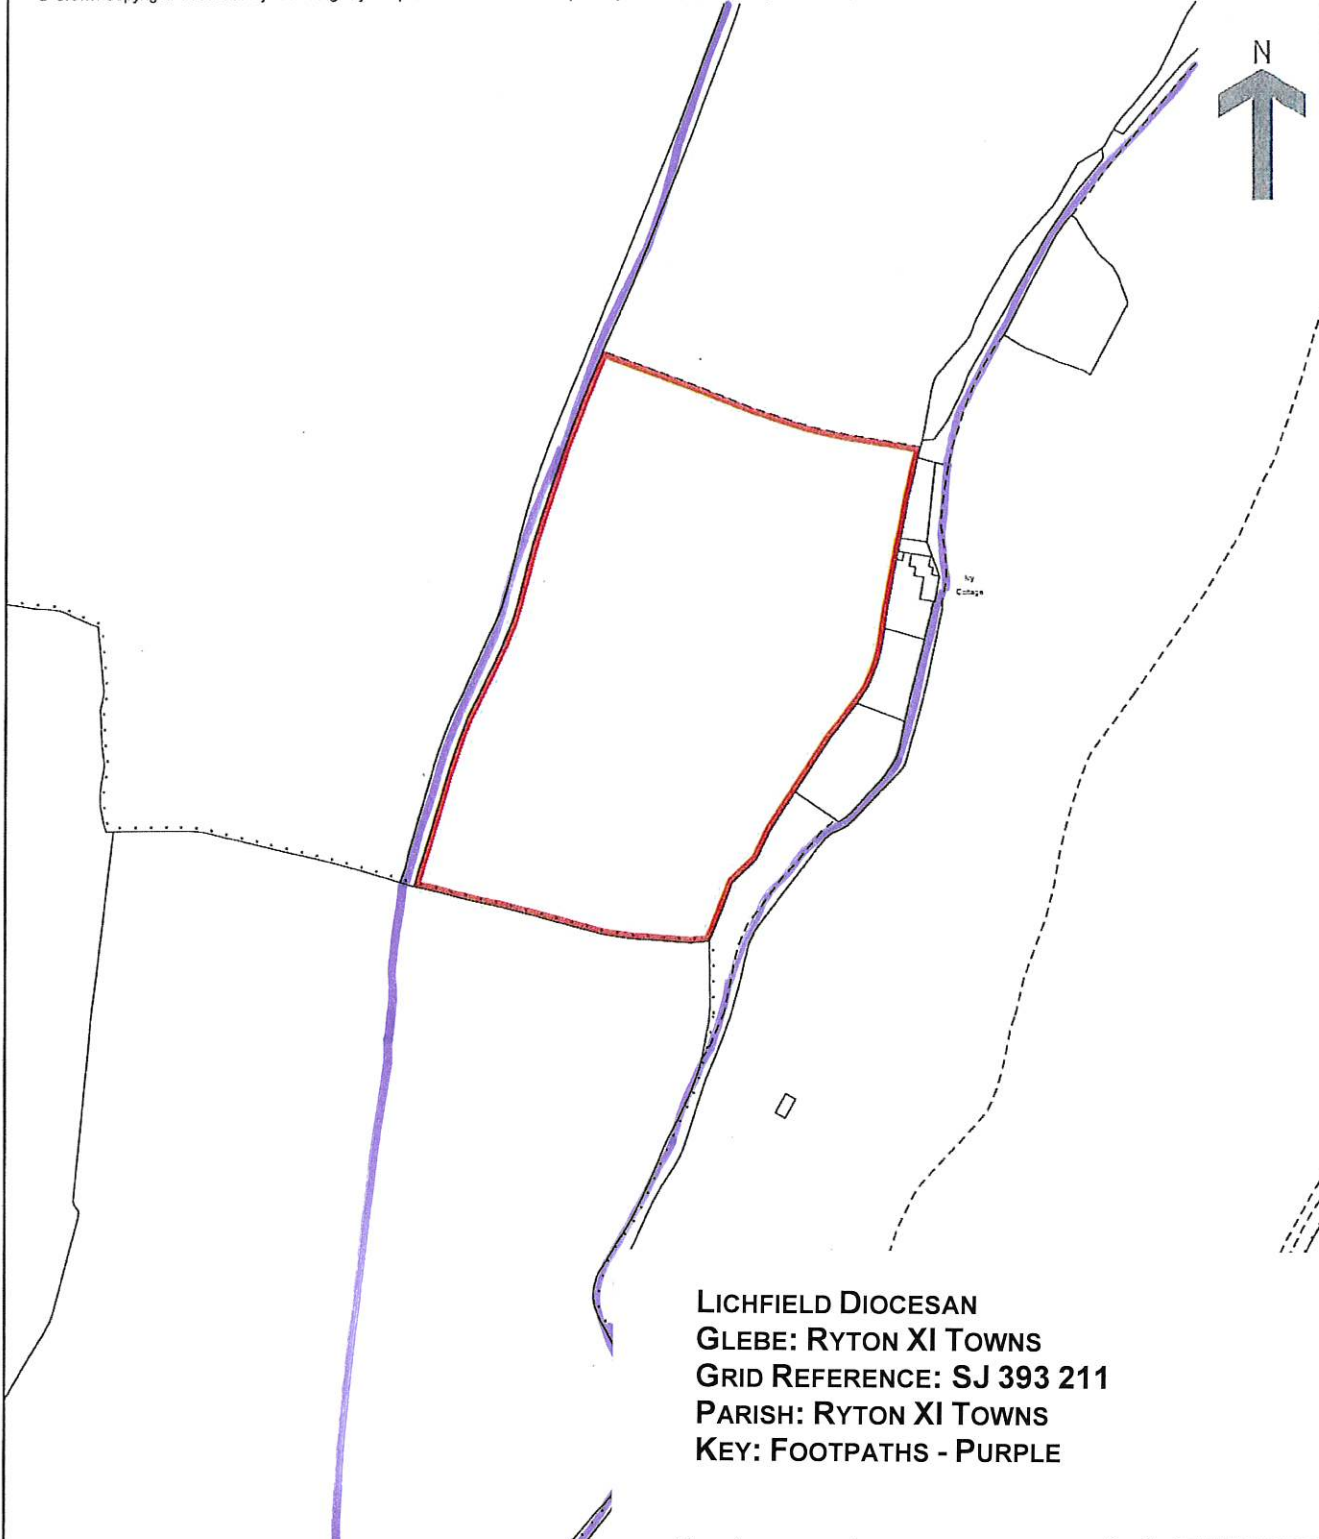 N
Ivy
Cottage
LICHFIELD DIOCESAN
GLEBE: RYTON XI TOWNS
GRID REFERENCE: SJ 393 211
PARISH: RYTON XI TOWNS
KEY: FOOTPATHS - PURPLE